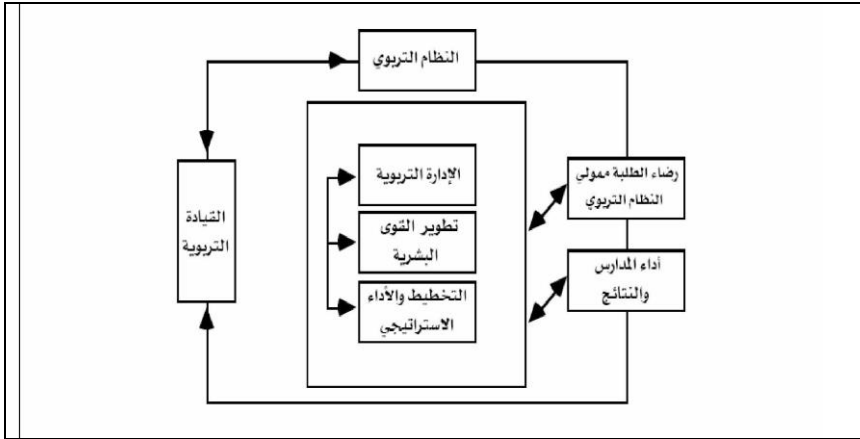 النظام التربوي
رضاء الطلبة ممولي
النظام التربوي
الإدارة التربوية
القيادة
التربوية
تطوير القوى
البشرية
أداء المدارس
والنتائج
التخطيط والأداء
الاستراتيجي